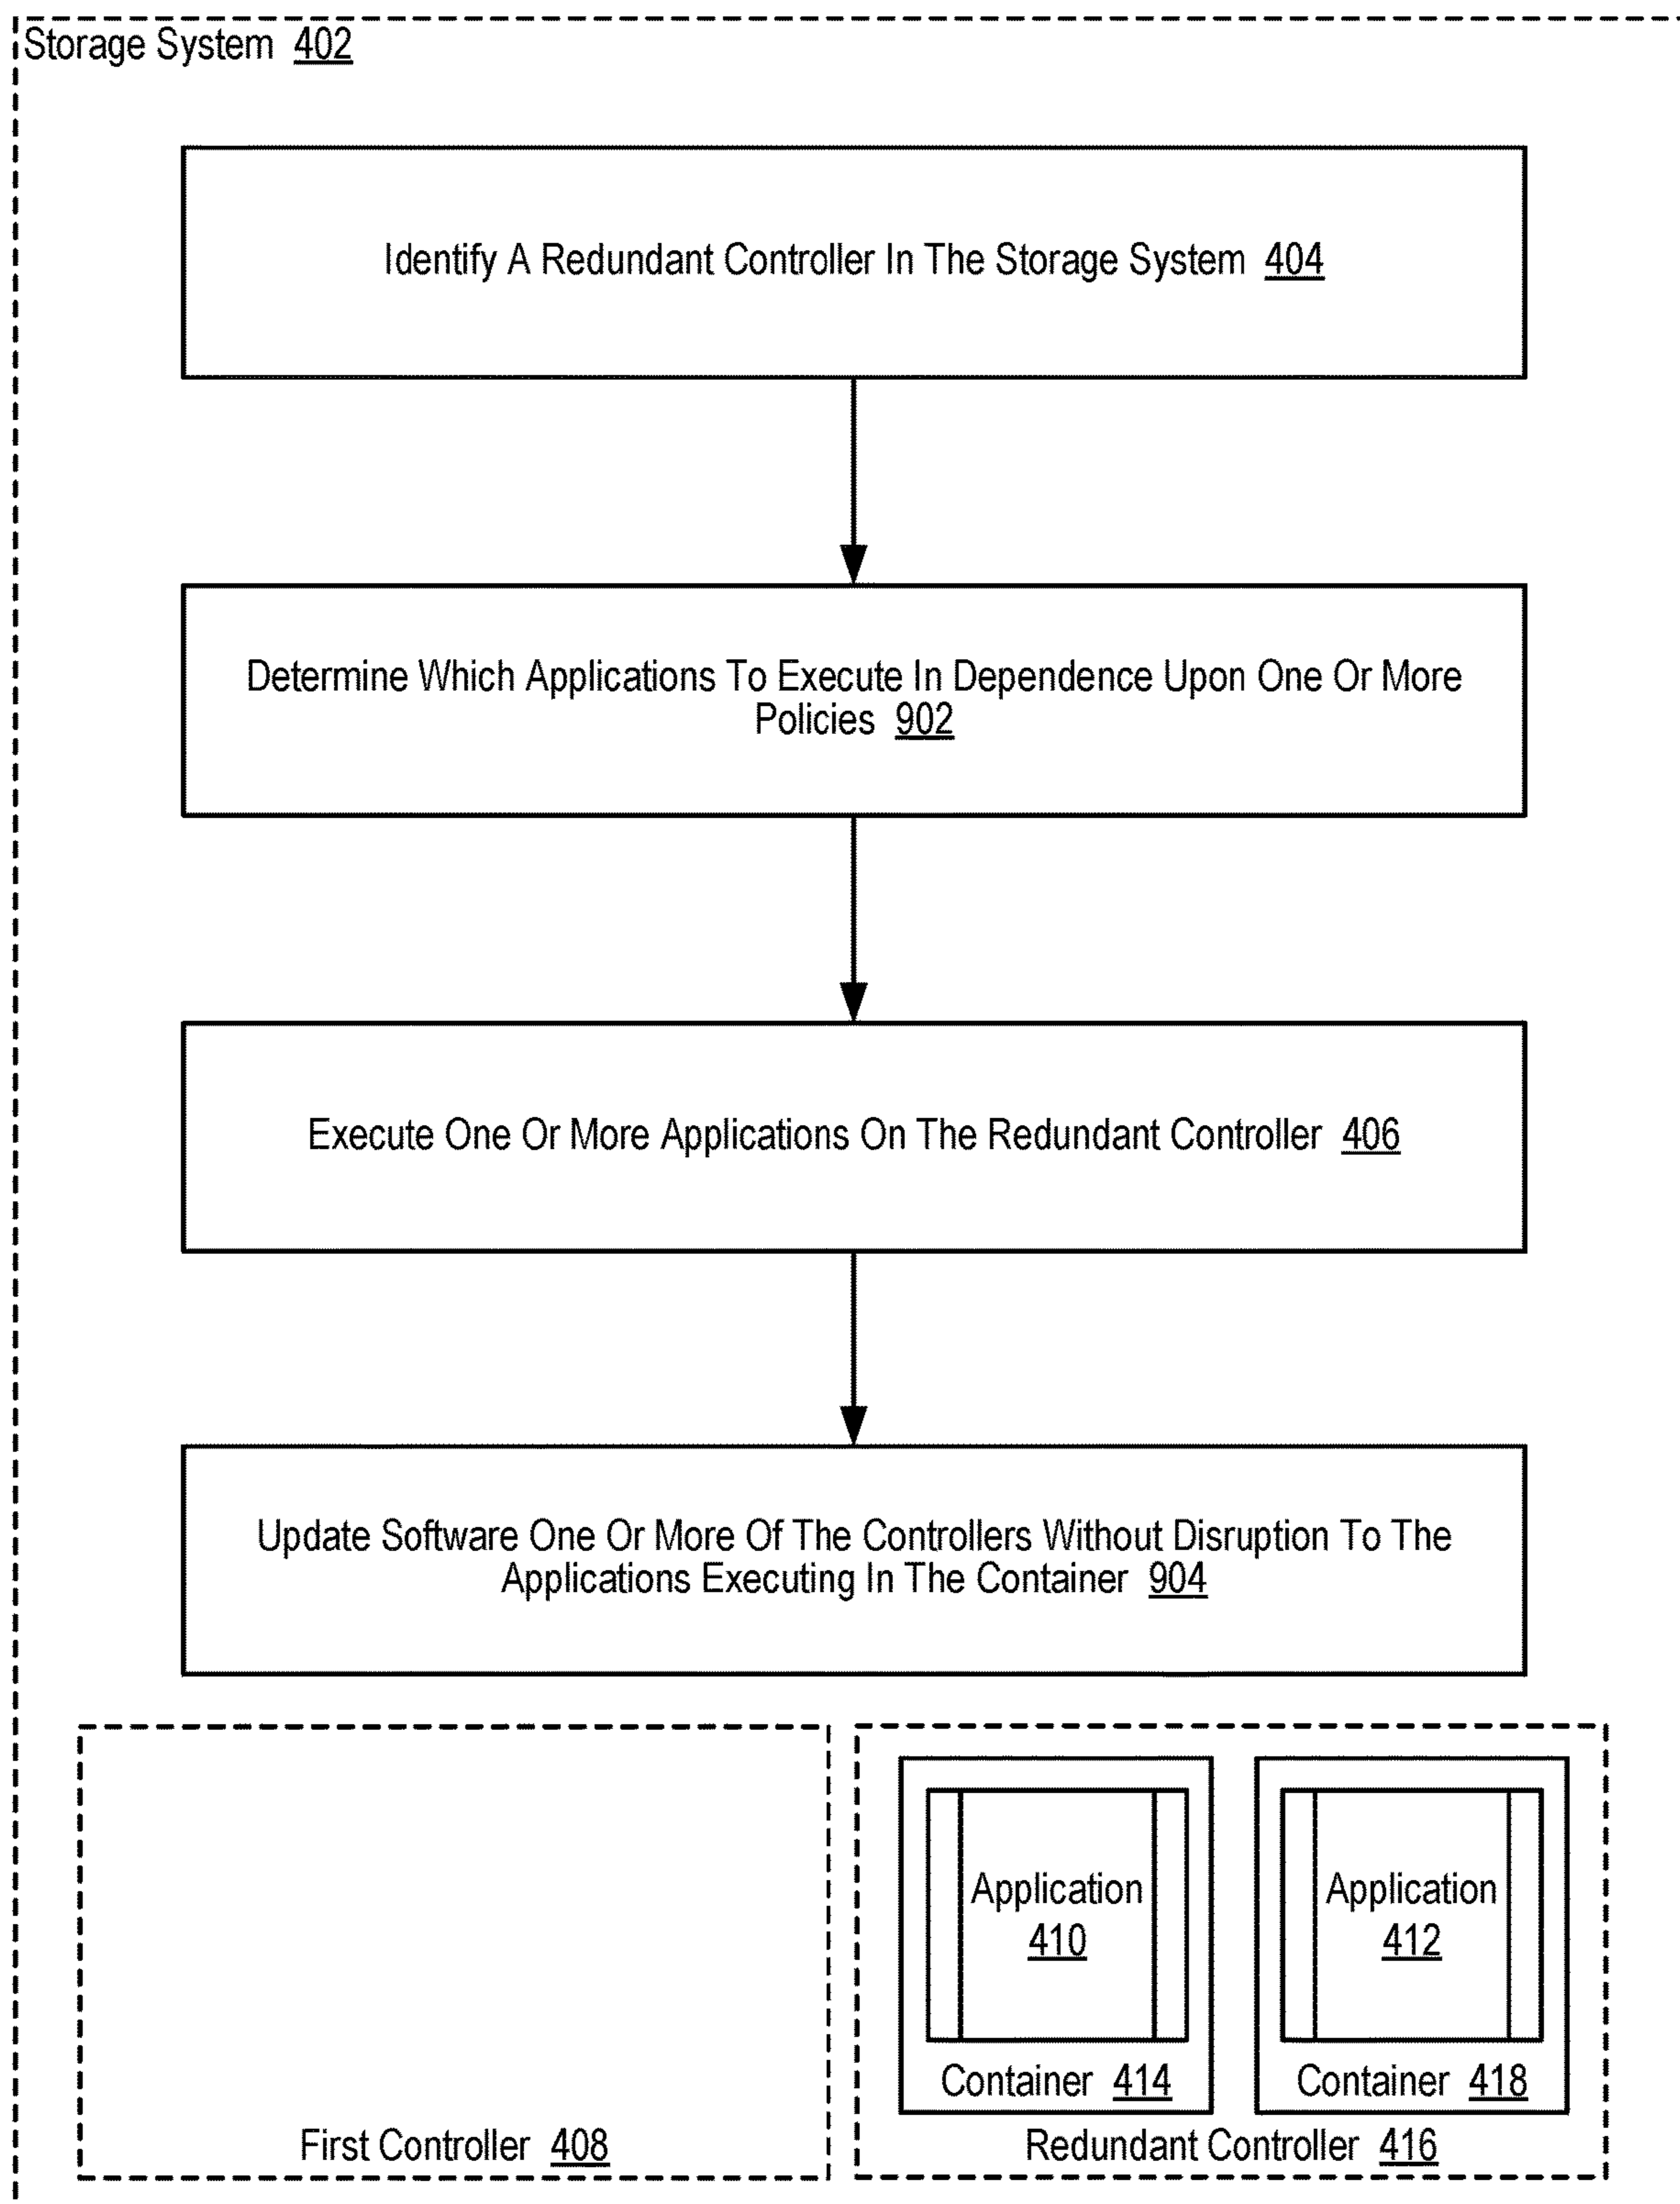 Storage System 402
Identify A Redundant Controller In The Storage System 404
Determine Which Applications To Execute In Dependence Upon One Or More
Policies 902
Execute One Or More Applications On The Redundant Controller 406
Update Software One Or More Of The Controllers Without Disruption To The
Applications Executing In The Container 904
Application
410
Container 414
Application
412
Container 418
First Controller 408
Redundant Controller 416